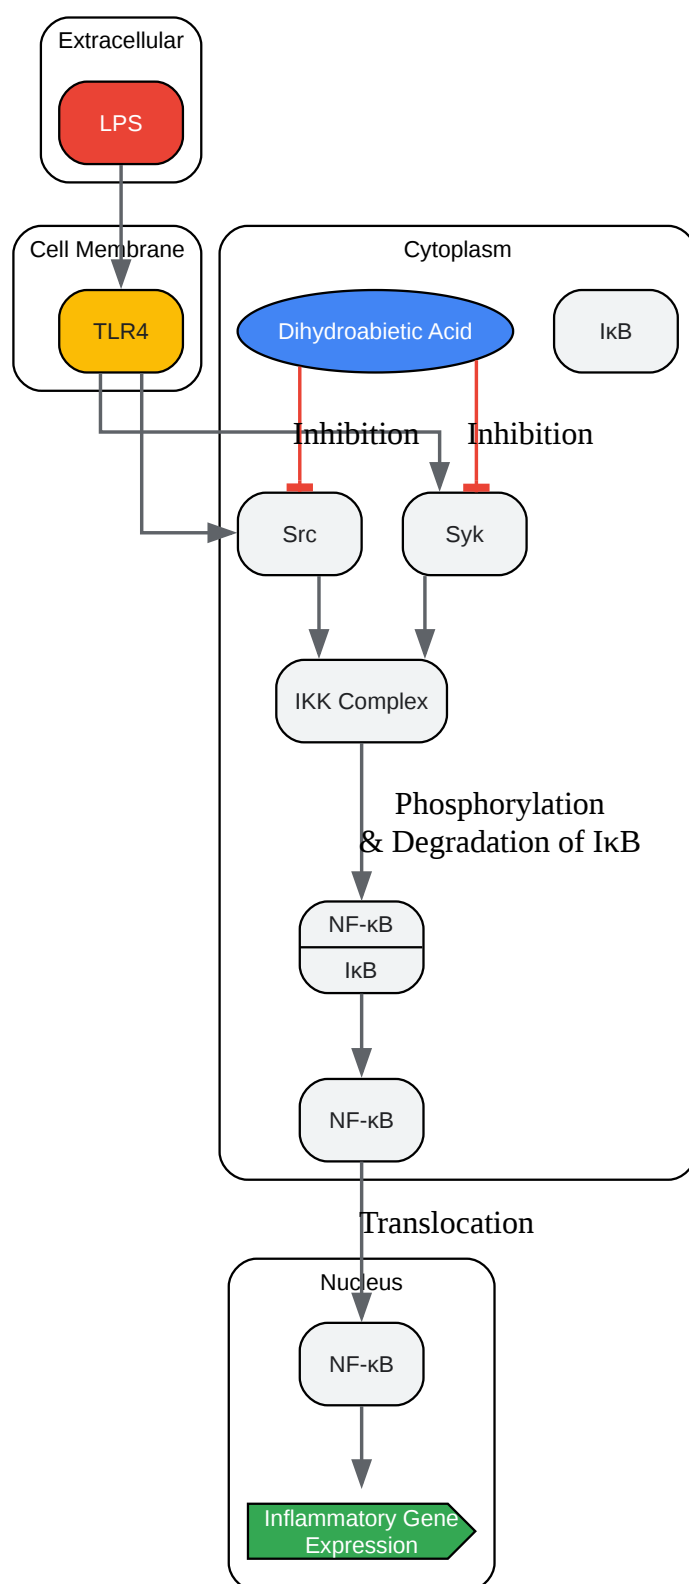 Extracellular
LPS
Cell Membrane
Cytoplasm
TLR4
Dihydroabietic Acid
IκB
Inhibition
Inhibition
Src
Syk
IKK Complex
Phosphorylation
& Degradation of IκB
NF-κB
IκB
NF-κB
Translocation
Nucleus
NF-κB
Inflammatory Gene
Expression